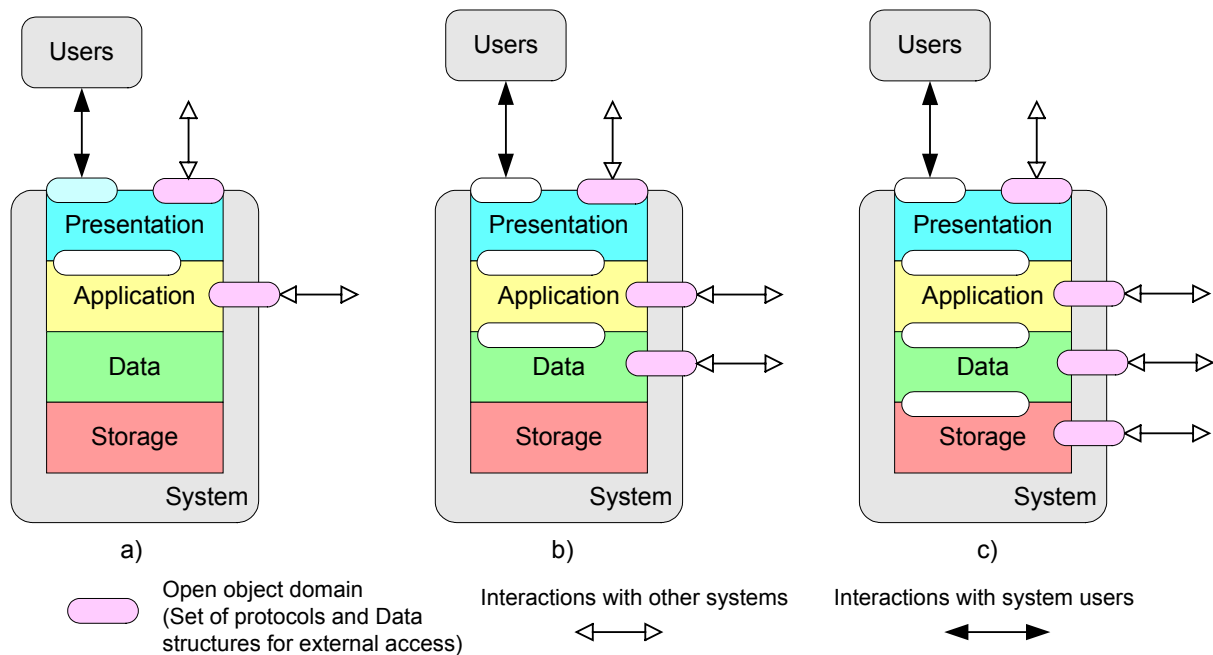 Users
Presentation
Application
Data
Storage
System
a)
Users
Presentation
Application
Data
Storage
System
b)
Users
Presentation
Application
Data
Storage
System
c)
Open object domain
(Set of protocols and Data
structures for external access)
Interactions with other systems
Interactions with system users